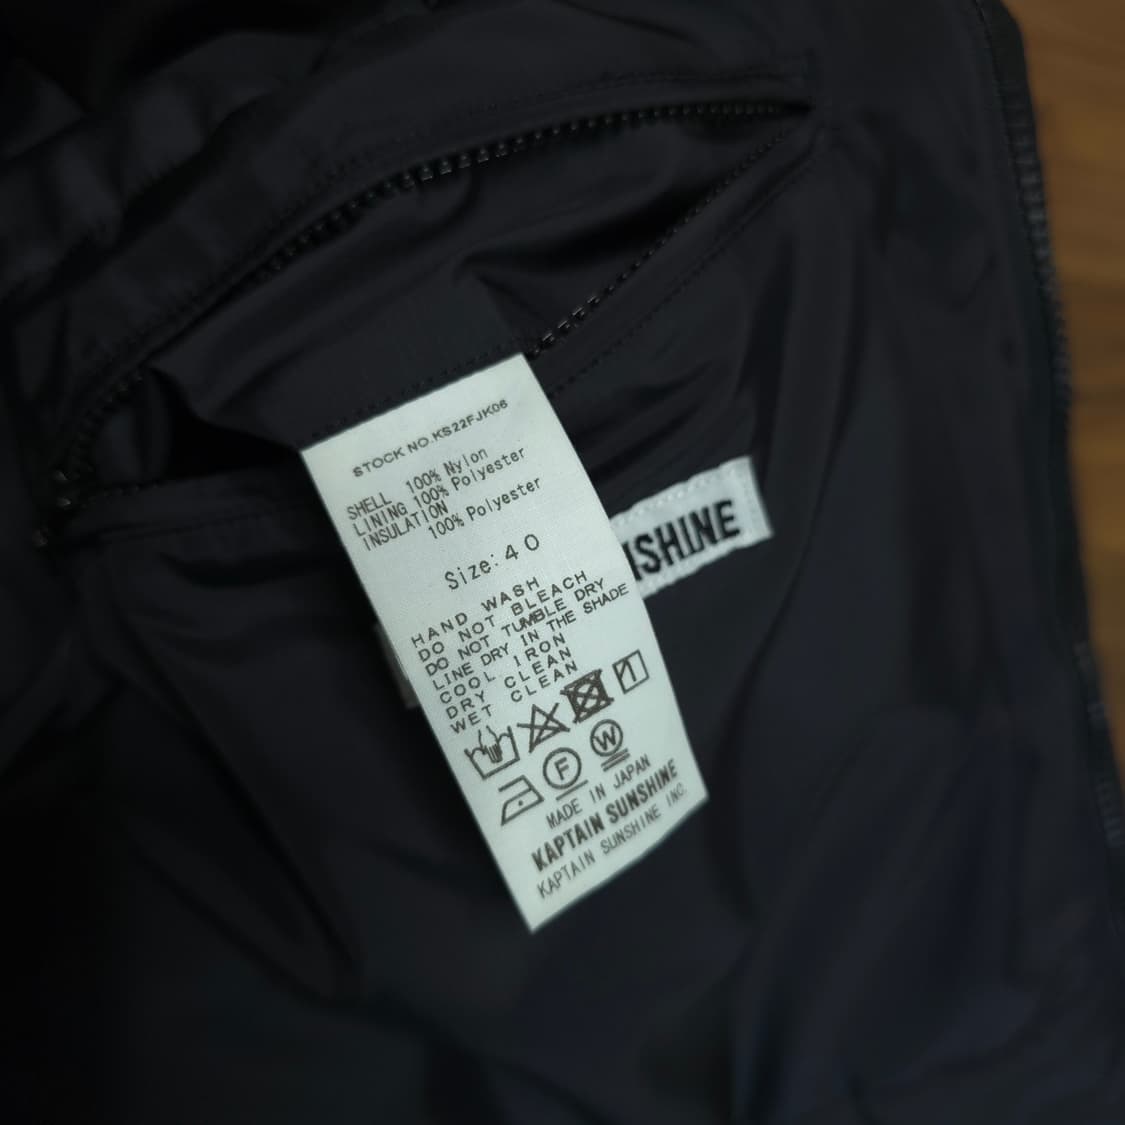 STOCK NO.KS22FJK06
SHELL 100% Nylon
LINING 100% Polyester
INSULATION
100% Polyester
Size:40
HAND WASH
DO NOT BLEACH
DO NOT TUMBLE DRY
LINE DRY IN THE SHADE
COOL IRON
DRY CLEAN
WET CLEAN
F W
MADE IN JAPAN
KAPTAIN SUNSHINE
KAPTAIN SUNSHINE INC.
NSHINE